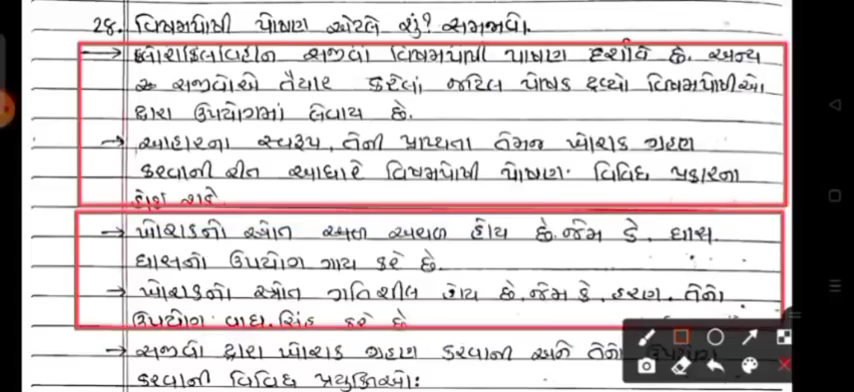 28. વિષમપોષી પોષણ એટલે શું? સમજાવો.
→ ક્લોરોફિલવિહીન સજીવો વિષમપોષી પોષણ દર્શાવે છે. અન્ય
સજીવોએ તૈયાર કરેલાં જટિલ પોષક દ્રવ્યો વિષમપોષીઓ
દ્વારા ઉપયોગમાં લેવાય છે.
→ આહારના સ્વરૂપ, તેની પ્રાપ્યતા તેમજ ખોરાક ગ્રહણ
કરવાની રીત આધારે વિષમપોષી પોષણ વિવિધ પ્રકારના
હોઈ શકે.
→ ખોરાકનો સ્ત્રોત અચળ હોય છે. જેમ કે, ઘાસ.
ઘાસનો ઉપયોગ ગાય કરે છે.
→ ખોરાકનો સ્ત્રોત ગતિશીલ હોય છે. જેમ કે, હરણ. તેનો
ઉપયોગ વાઘ, સિંહ કરે છે
→ સજીવો દ્વારા ખોરાક ગ્રહણ કરવાની અને તેનો
કરવાની વિવિધ પ્રયુક્તિઓ: